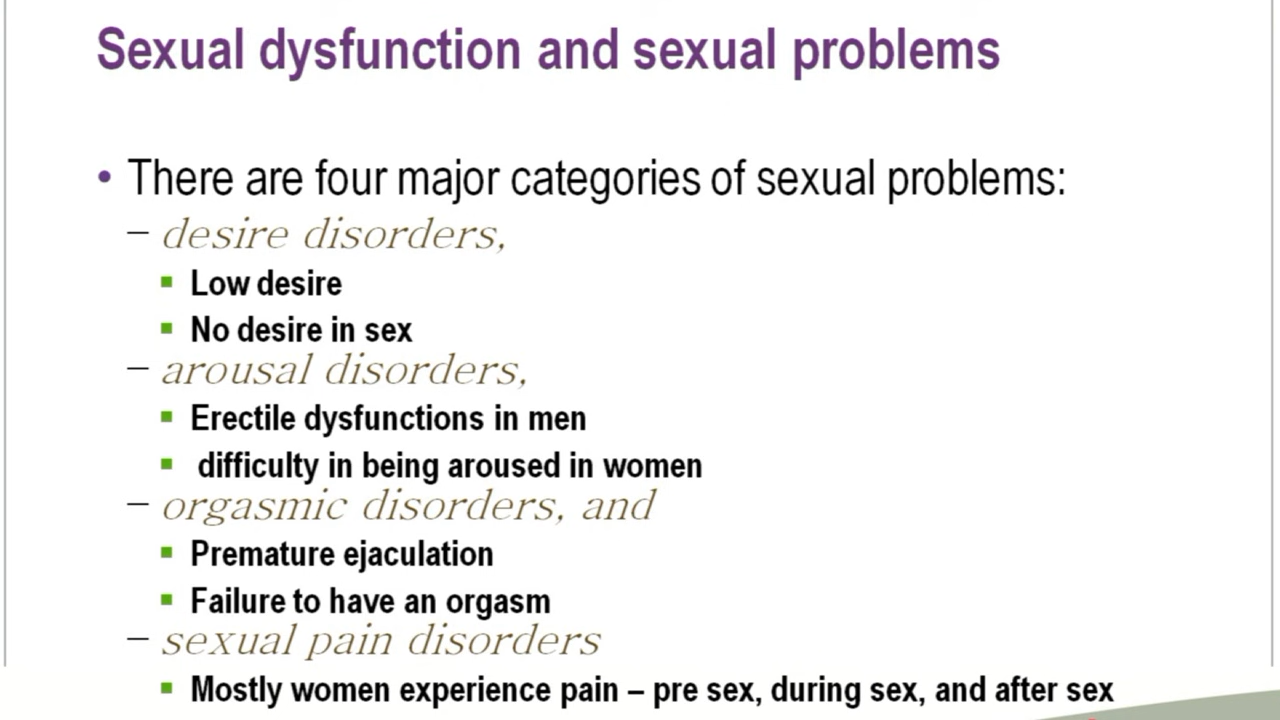 Sexual dysfunction and sexual problems
• There are four major categories of sexual problems:
– desire disorders,
▪ Low desire
▪ No desire in sex
– arousal disorders,
▪ Erectile dysfunctions in men
▪ difficulty in being aroused in women
– orgasmic disorders, and
▪ Premature ejaculation
▪ Failure to have an orgasm
– sexual pain disorders
▪ Mostly women experience pain – pre sex, during sex, and after sex